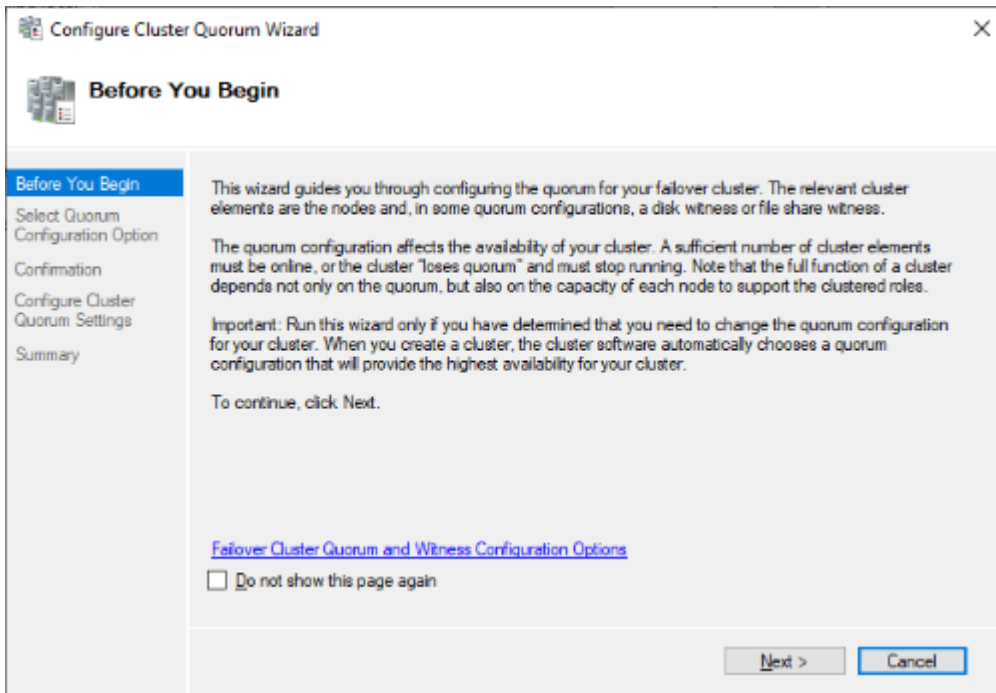 Configure Cluster Quorum Wizard
Before You Begin
Before You Begin
Select Quorum
Configuration Option
Confirmation
Configure Cluster
Quorum Settings
Summary
This wizard guides you through configuring the quorum for your failover cluster. The relevant cluster
elements are the nodes and, in some quorum configurations, a disk witness or file share witness.
The quorum configuration affects the availability of your cluster. A sufficient number of cluster elements
must be online, or the cluster "loses quorum" and must stop running. Note that the full function of a cluster
depends not only on the quorum, but also on the capacity of each node to support the clustered roles.
Important: Run this wizard only if you have determined that you need to change the quorum configuration
for your cluster. When you create a cluster, the cluster software automatically chooses a quorum
configuration that will provide the highest availability for your cluster.
To continue, click Next.
Failover Cluster Quorum and Witness Configuration Options
Do not show this page again
Next >
Cancel